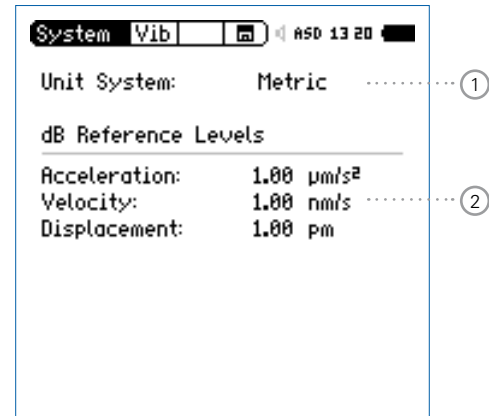 System Vib ASD 13 20
Unit System: Metric 1
dB Reference Levels
Acceleration: 1.00 µm/s²
Velocity: 1.00 nm/s 2
Displacement: 1.00 pm